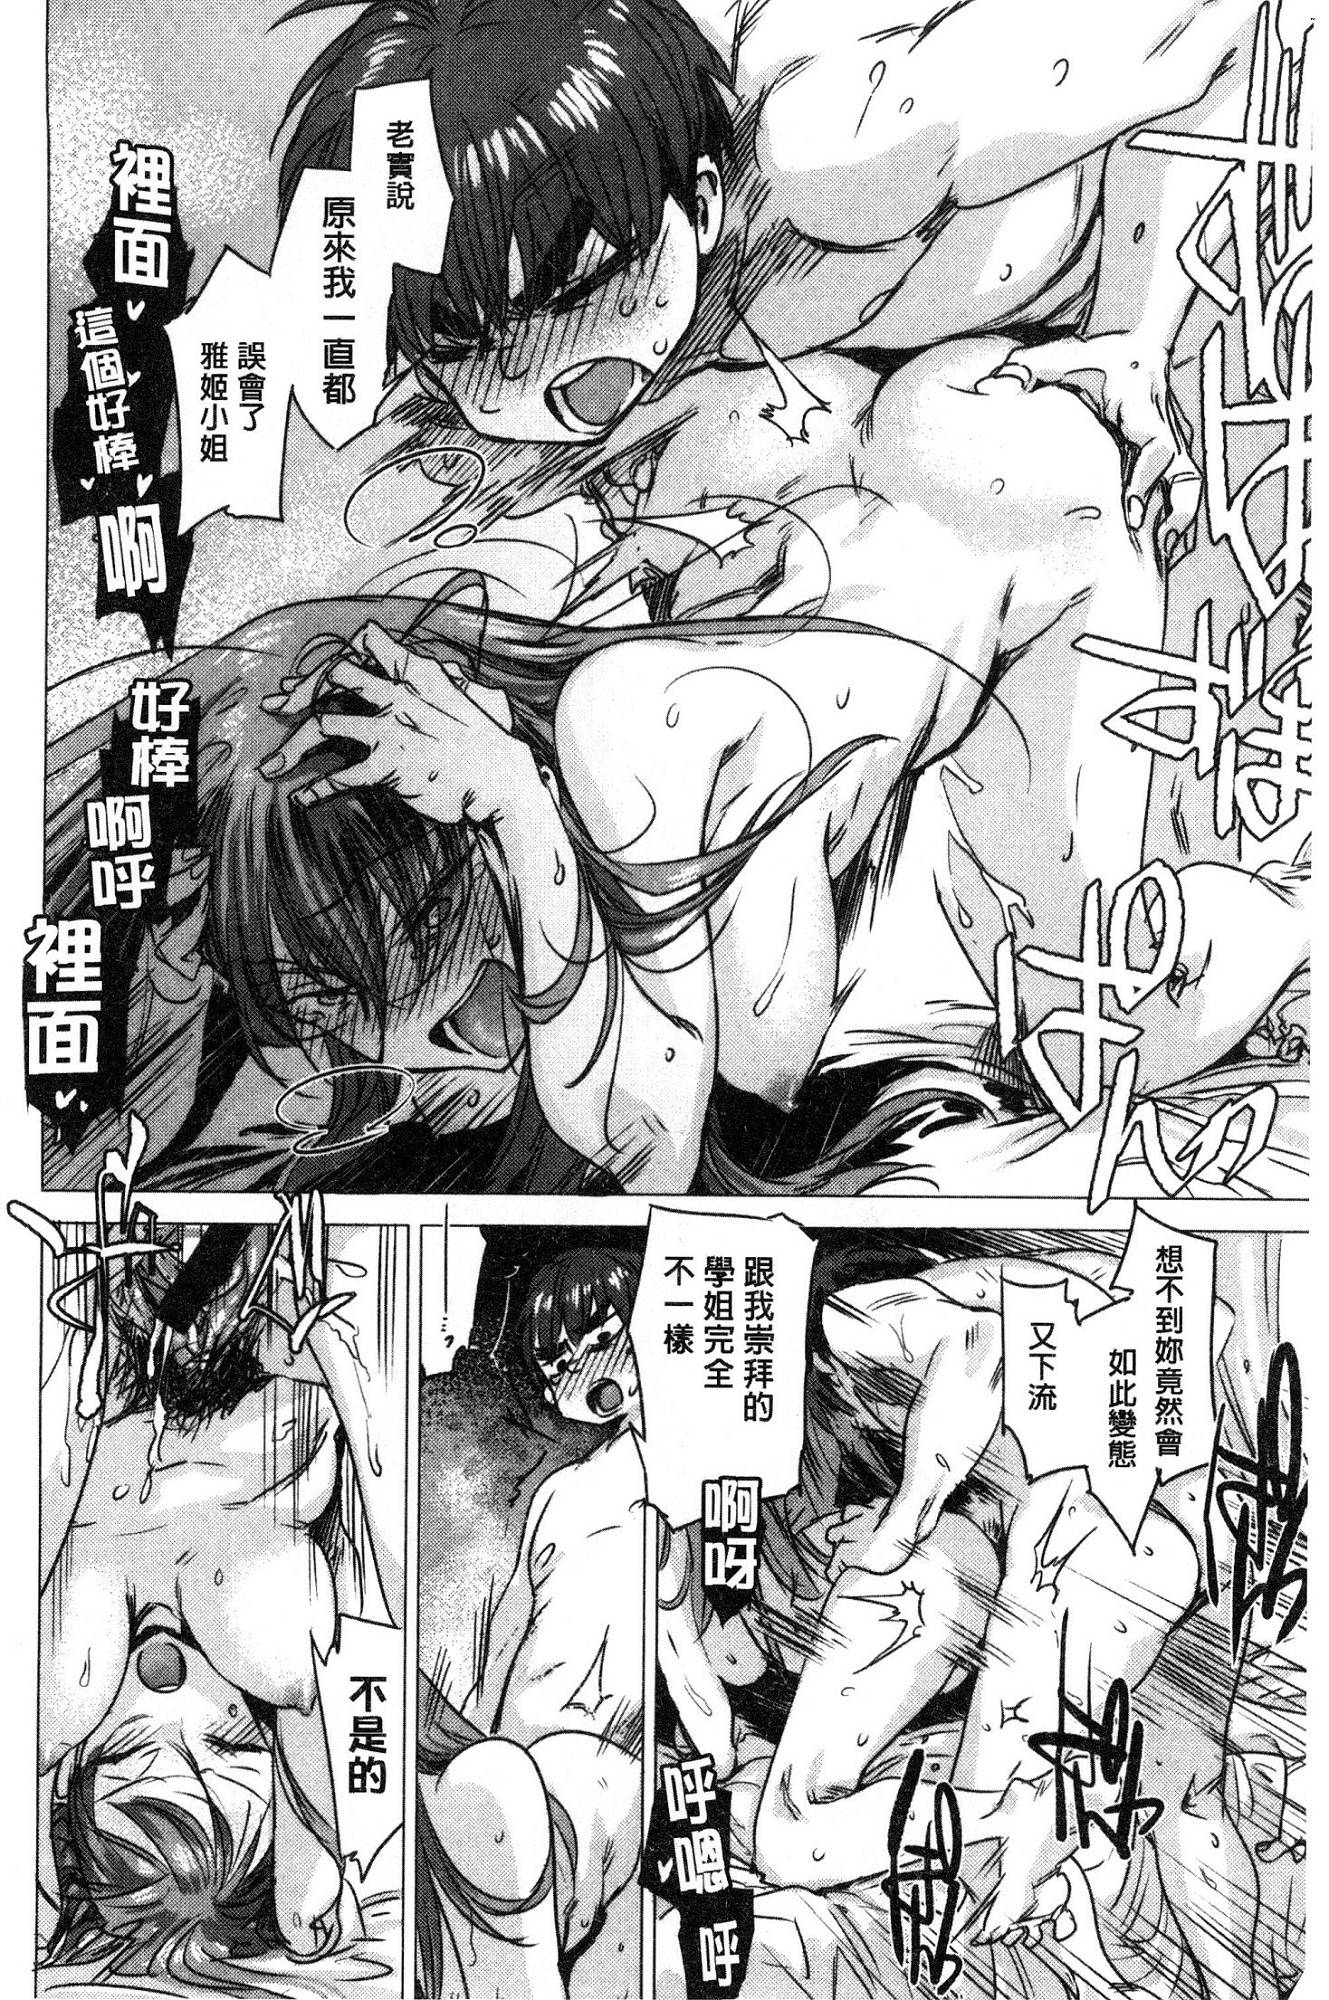 老實說
原來我一直都
誤會了
雅姬小姐
裡面
這個好棒
啊
好棒
啊呼
裡面
想不到妳竟然會
如此變態
又下流
跟我崇拜的
學姐完全
不一樣
啊呀
呼嗯
呼
不是的